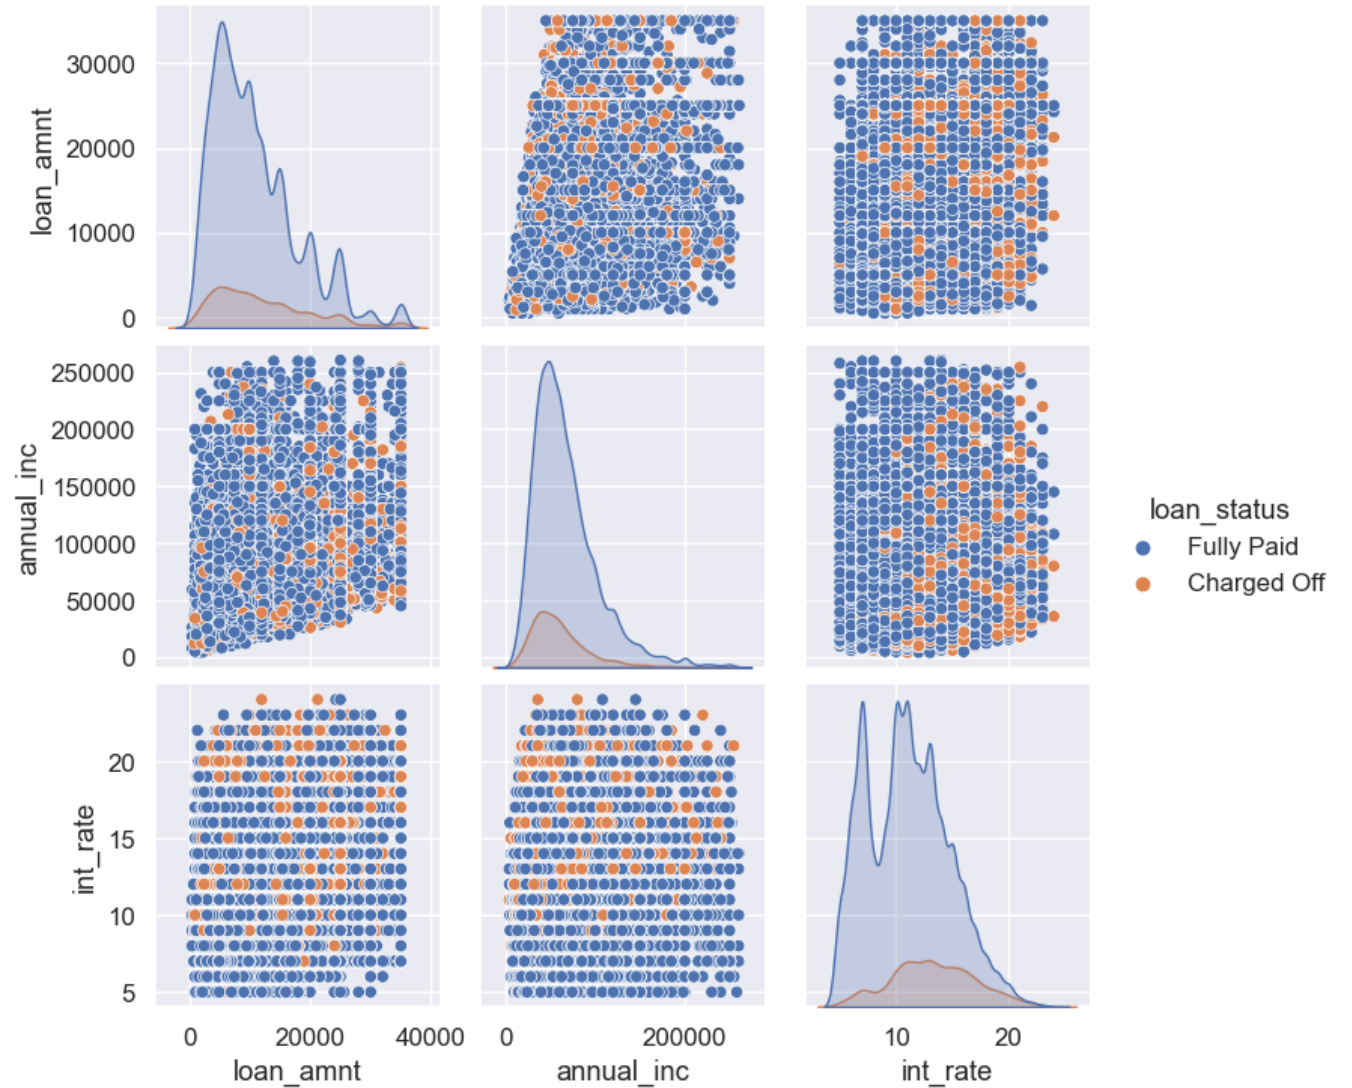 loan_amnt
30000
20000
10000
0
annual_inc
250000
200000
150000
100000
50000
0
loan_status
Fully Paid
Charged Off
int_rate
20
15
10
5
0 20000 40000
0 200000
10 20
loan_amnt
annual_inc
int_rate